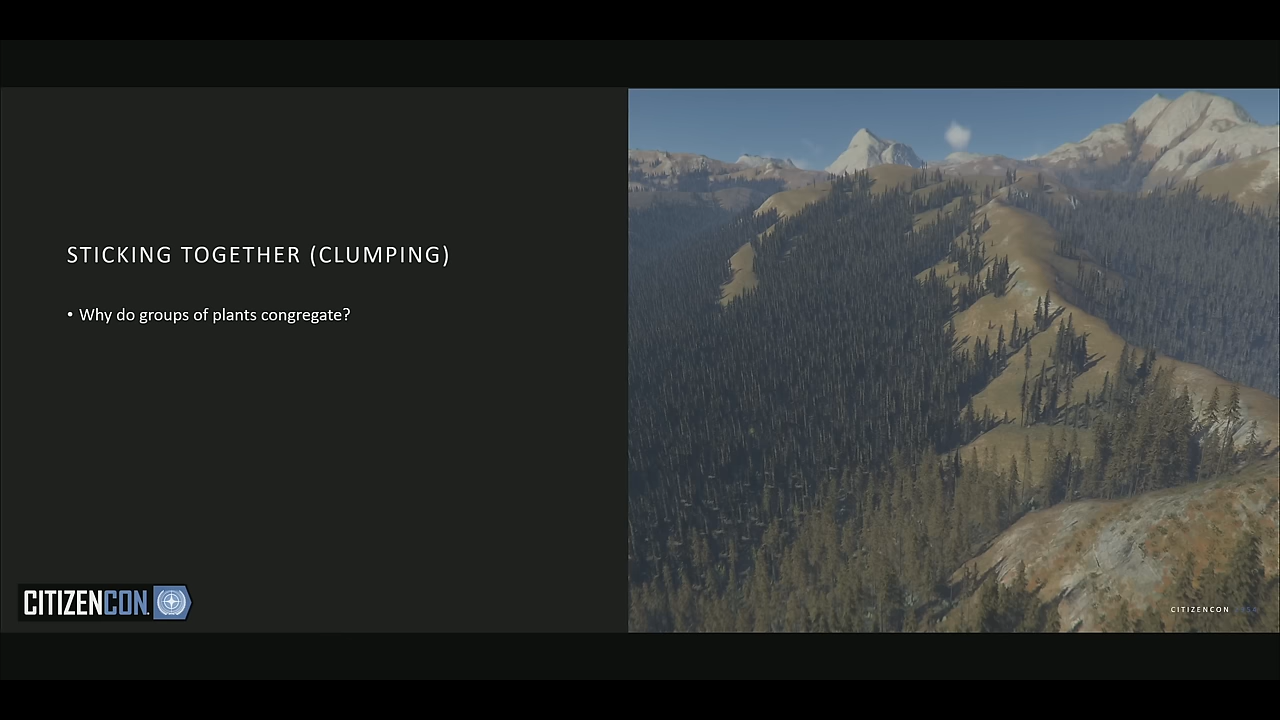 STICKING TOGETHER (CLUMPING)
• Why do groups of plants congregate?
CITIZENCON
CITIZENCON